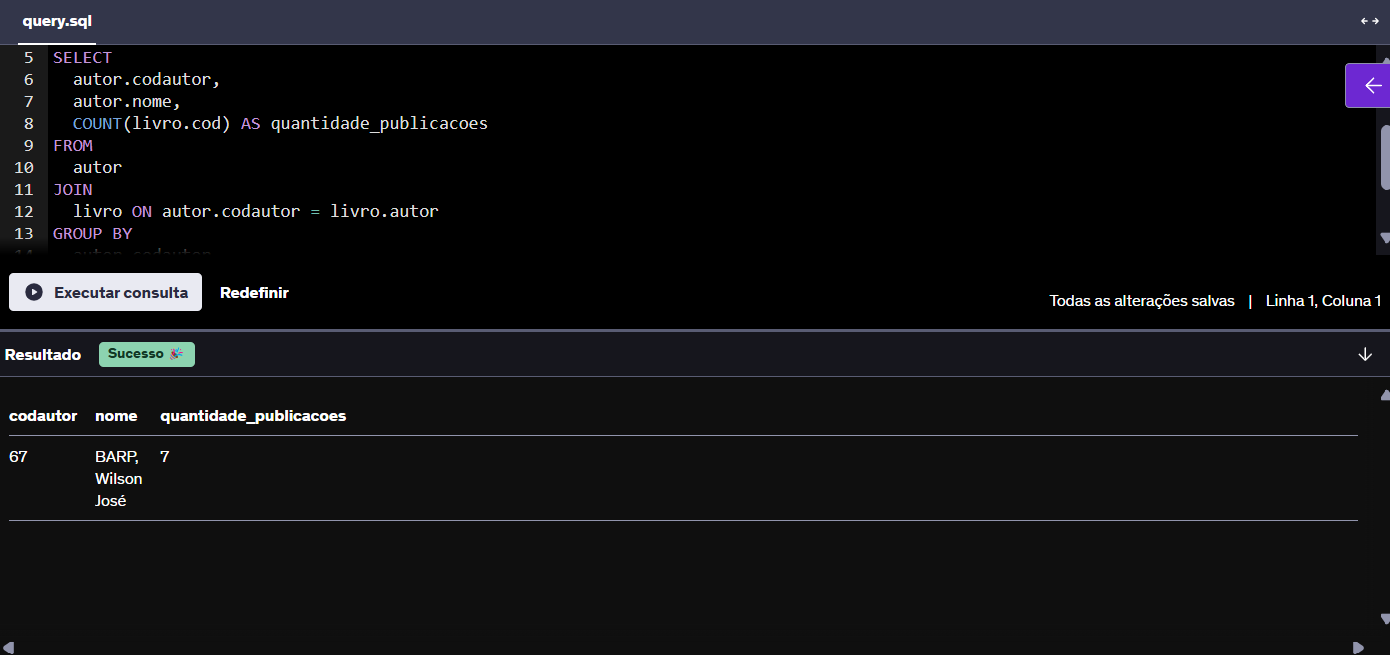 query.sql
5 SELECT
6 autor.codautor,
7 autor.nome,
8 COUNT(livro.cod) AS quantidade_publicacoes
9 FROM
10 autor
11 JOIN
12 livro ON autor.codautor = livro.autor
13 GROUP BY
Executar consulta Redefinir
Todas as alterações salvas | Linha 1, Coluna 1
Resultado Sucesso 🎉
codautor nome quantidade_publicacoes
67 BARP, 7
Wilson
José